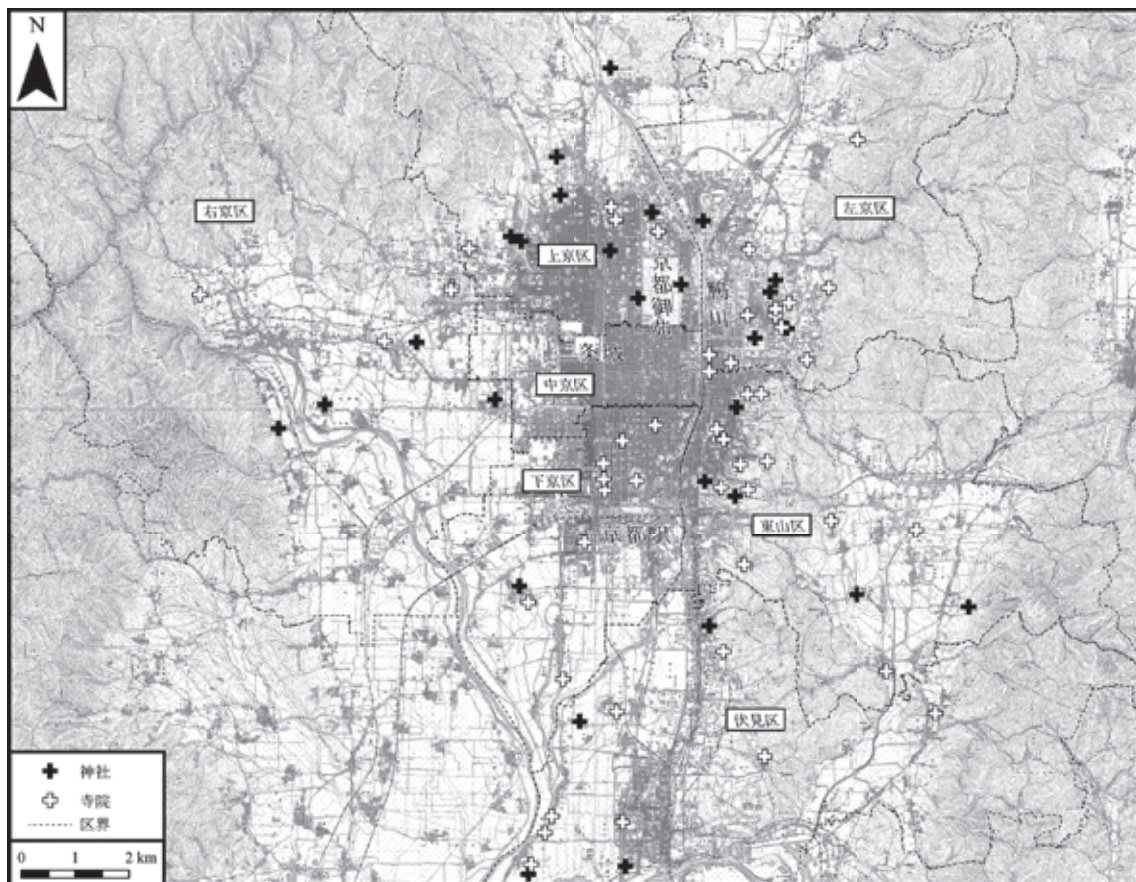 N
右京区
左京区
上京区
京都御苑
鴨川
二条城
中京区
下京区
東山区
京都駅
伏見区
神社
寺院
区界
0 1 2 km